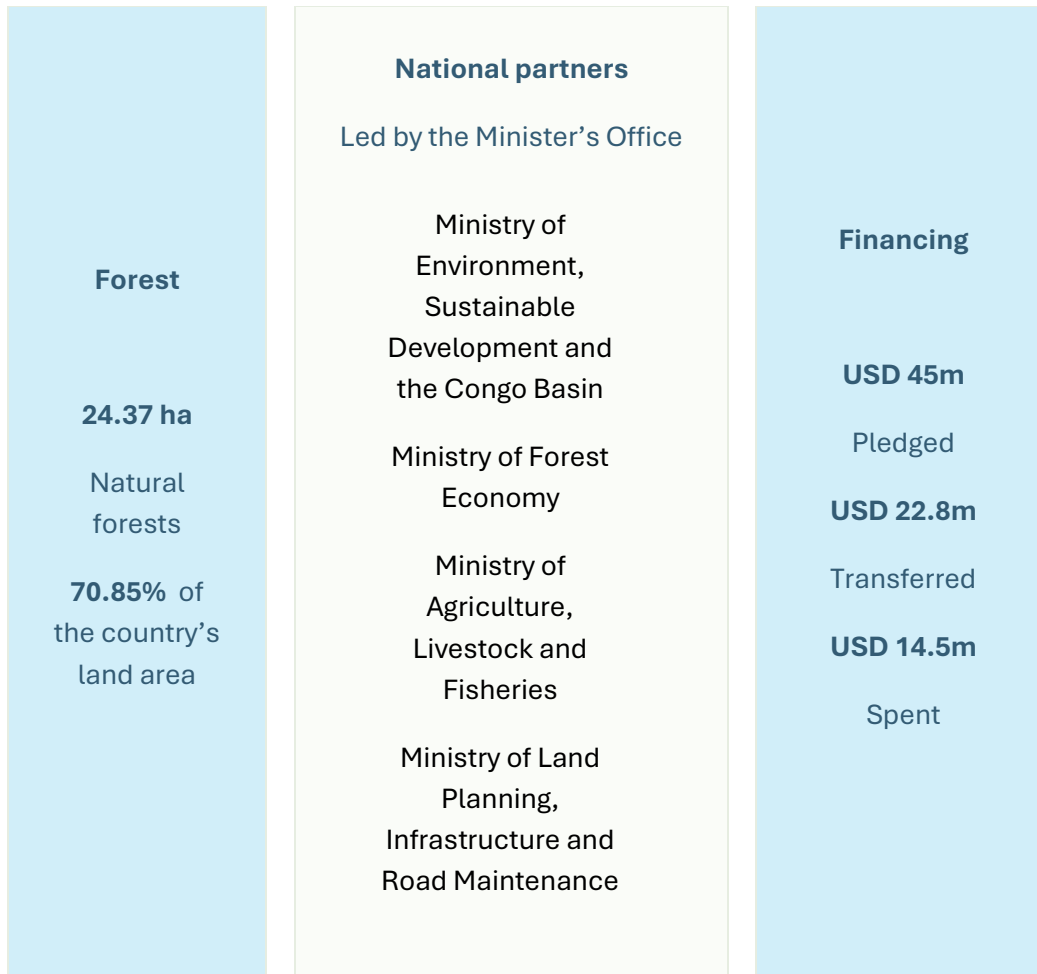 Forest
24.37 ha
Natural
forests
70.85% of
the country’s
land area
National partners
Led by the Minister’s Office
Ministry of
Environment,
Sustainable
Development and
the Congo Basin
Ministry of Forest
Economy
Ministry of
Agriculture,
Livestock and
Fisheries
Ministry of Land
Planning,
Infrastructure and
Road Maintenance
Financing
USD 45m
Pledged
USD 22.8m
Transferred
USD 14.5m
Spent